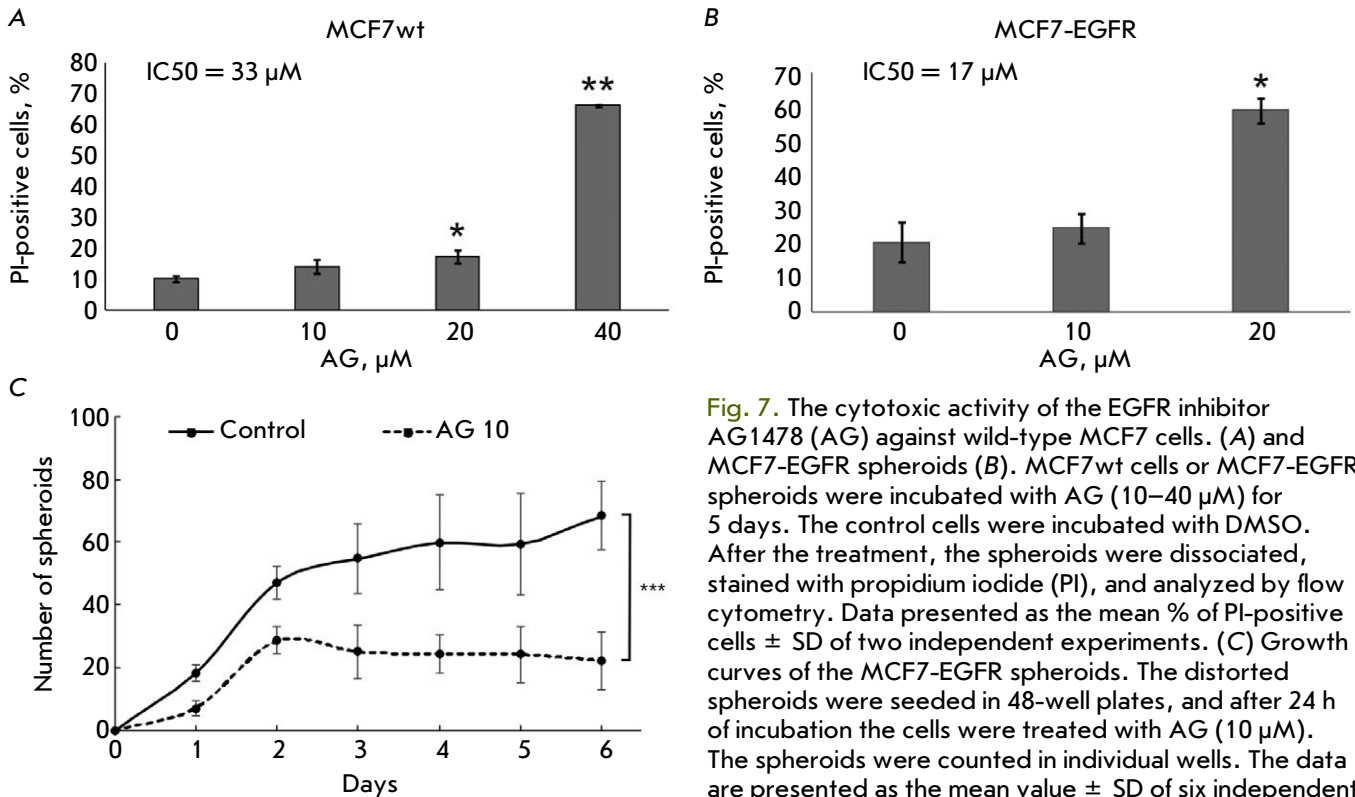 A
MCF7wt
IC50 = 33 µM
PI-positive cells, %
80
70
60
50
40
30
20
10
0
*
**
0 10 20 40
AG, µM
B
MCF7-EGFR
IC50 = 17 µM
PI-positive cells, %
70
60
50
40
30
20
10
0
*
0 10 20
AG, µM
C
Control AG 10
Number of spheroids
100
80
60
40
20
0
***
0 1 2 3 4 5 6
Days
Fig. 7. The cytotoxic activity of the EGFR inhibitor
AG1478 (AG) against wild-type MCF7 cells. (A) and
MCF7-EGFR spheroids (B). MCF7wt cells or MCF7-EGFR
spheroids were incubated with AG (10–40 µM) for
5 days. The control cells were incubated with DMSO.
After the treatment, the spheroids were dissociated,
stained with propidium iodide (PI), and analyzed by flow
cytometry. Data presented as the mean % of PI-positive
cells ± SD of two independent experiments. (C) Growth
curves of the MCF7-EGFR spheroids. The distorted
spheroids were seeded in 48-well plates, and after 24 h
of incubation the cells were treated with AG (10 µM).
The spheroids were counted in individual wells. The data
are presented as the mean value ± SD of six independent